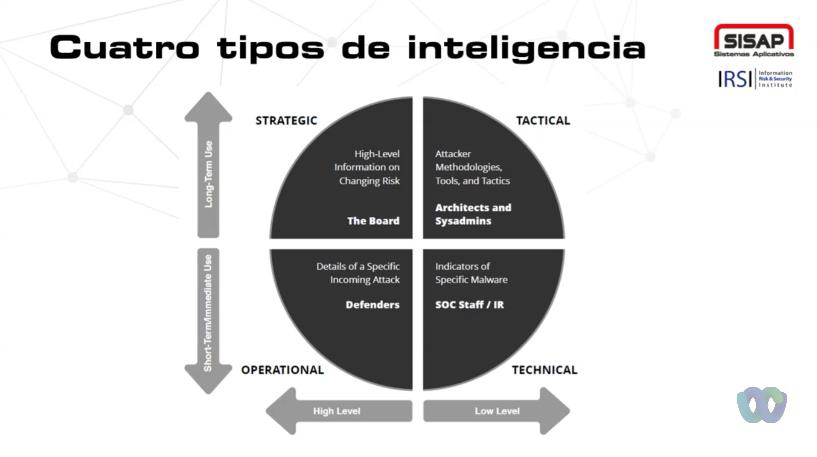 Cuatro tipos de inteligencia
SISAP
Sistemas Aplicativos
IRSI
Information
Risk & Security
Institute
Long-Term Use
STRATEGIC
High-Level
Information on
Changing Risk
The Board
TACTICAL
Attacker
Methodologies,
Tools, and Tactics
Architects and
Sysadmins
Short-Term/Immediate Use
Details of a Specific
Incoming Attack
Defenders
OPERATIONAL
Indicators of
Specific Malware
SOC Staff / IR
TECHNICAL
High Level
Low Level